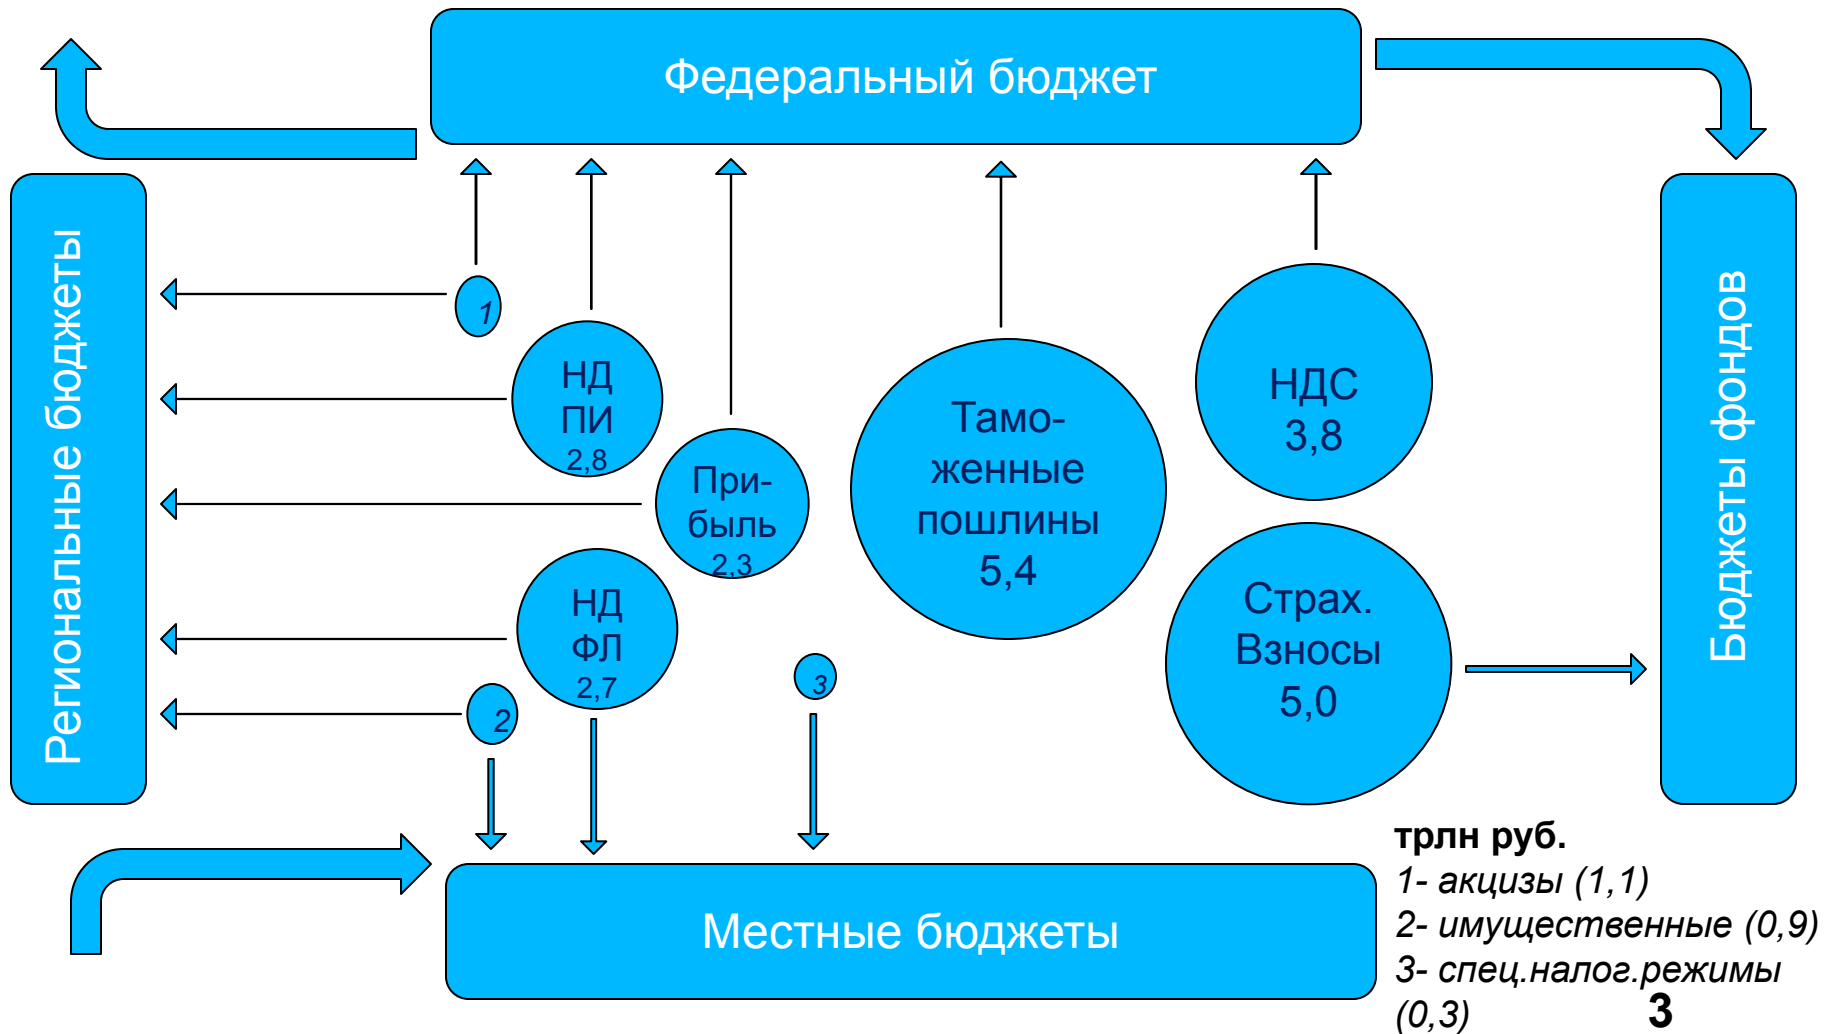 Федеральный бюджет
Региональные бюджеты
1
НД
ПИ
2,8
При-
быль
2,3
НД
ФЛ
2,7
2
3
Тамо-
женные
пошлины
5,4
НДС
3,8
Страх.
Взносы
5,0
Бюджеты фондов
Местные бюджеты
трлн руб.
1- акцизы (1,1)
2- имущественные (0,9)
3- спец.налог.режимы
(0,3)
3